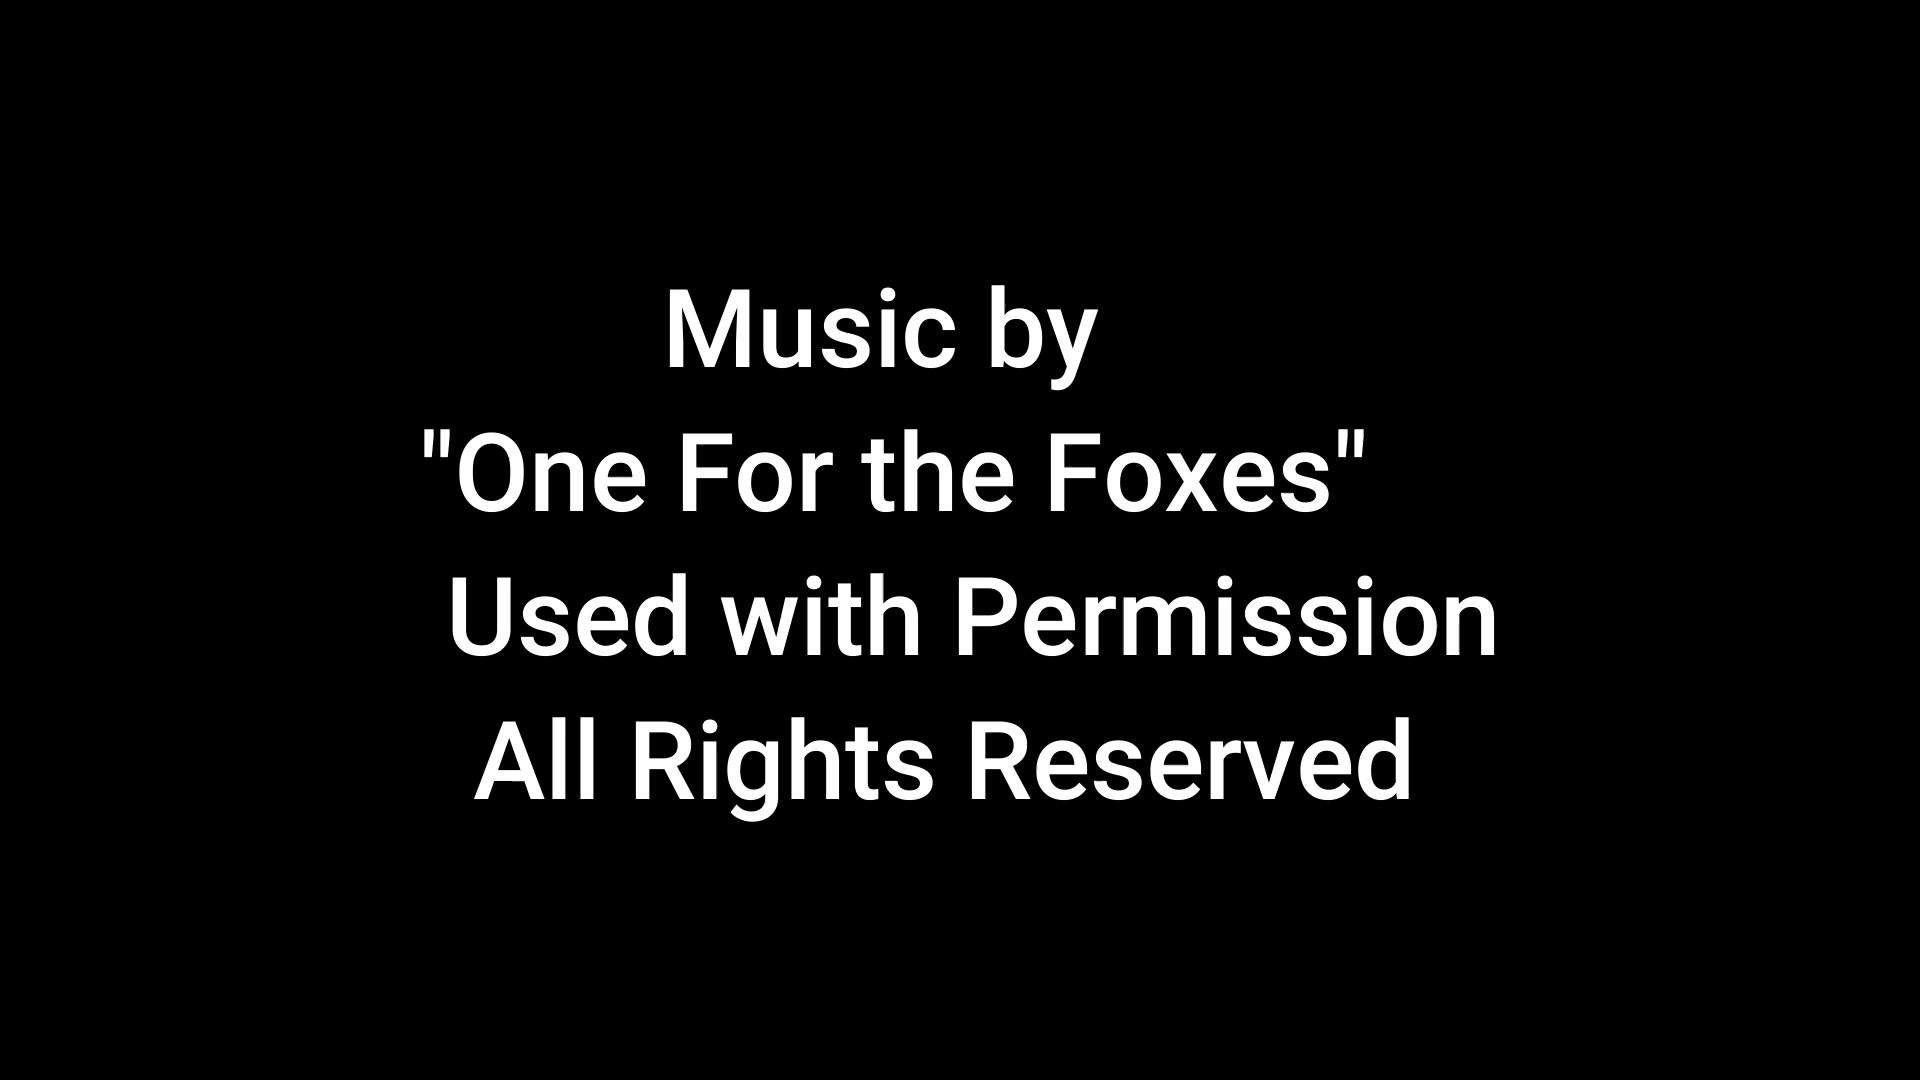 Music by
"One For the Foxes"
Used with Permission
All Rights Reserved